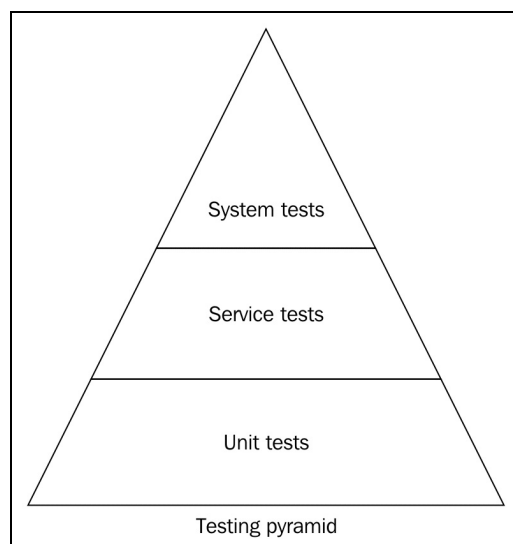 System tests
Service tests
Unit tests
Testing pyramid